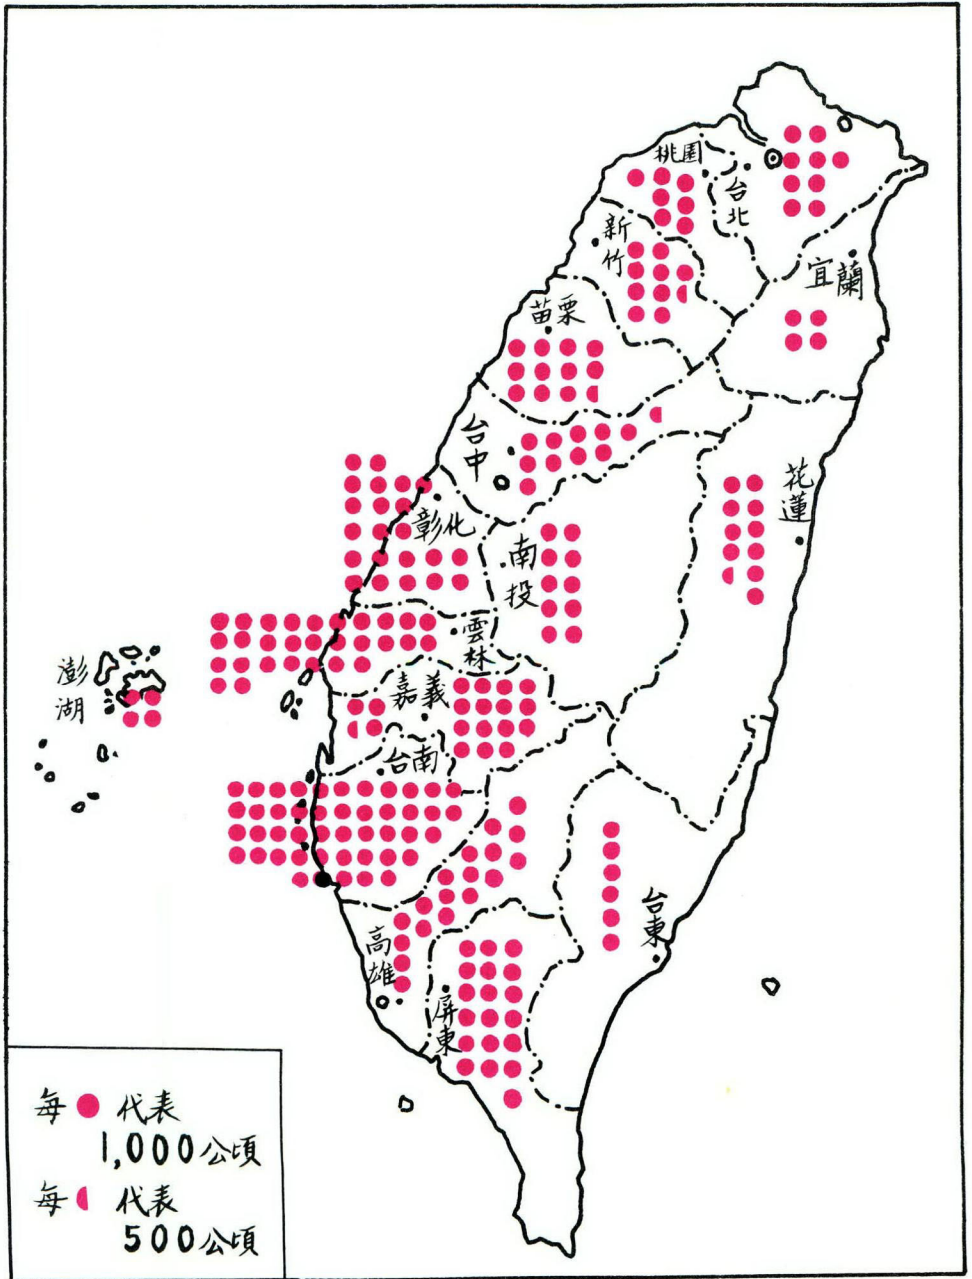 桃園
台北
新竹
宜蘭
苗栗
台中
花蓮
彰化
南投
雲林
澎湖
嘉義
台南
台東
高雄
屏東
每 代表
1,000公頃
每 代表
500公頃